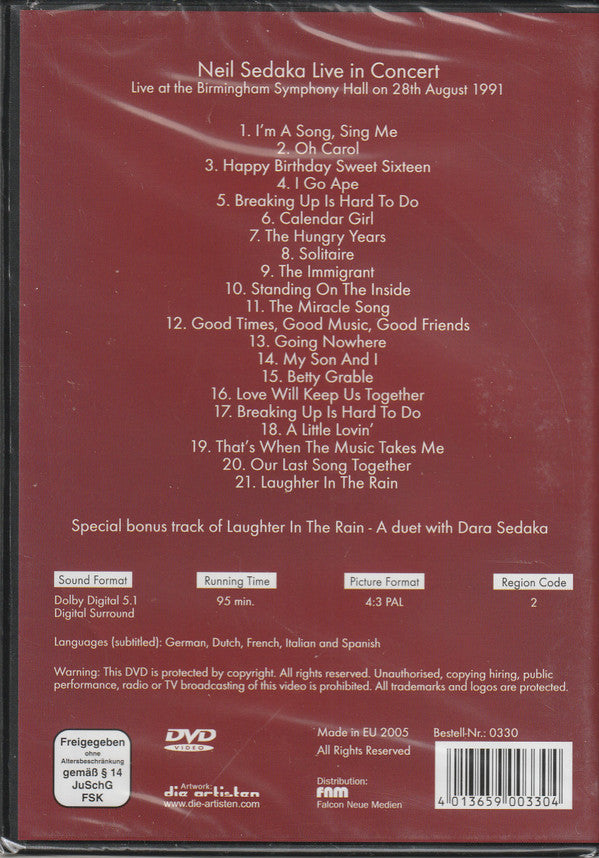 Neil Sedaka Live in Concert
Live at the Birmingham Symphony Hall on 28th August 1991
1. I'm A Song, Sing Me
2. Oh Carol
3. Happy Birthday Sweet Sixteen
4. I Go Ape
5. Breaking Up Is Hard To Do
6. Calendar Girl
7. The Hungry Years
8. Solitaire
9. The Immigrant
10. Standing On The Inside
11. The Miracle Song
12. Good Times, Good Music, Good Friends
13. Going Nowhere
14. My Son And I
15. Betty Grable
16. Love Will Keep Us Together
17. Breaking Up Is Hard To Do
18. A Little Lovin'
19. That's When The Music Takes Me
20. Our Last Song Together
21. Laughter In The Rain
Special bonus track of Laughter In The Rain - A duet with Dara Sedaka
Sound Format
Dolby Digital 5.1
Digital Surround
Running Time
95 min.
Picture Format
4:3 PAL
Region Code
2
Languages (subtitled): German, Dutch, French, Italian and Spanish
Warning: This DVD is protected by copyright. All rights reserved. Unauthorised, copying hiring, public
performance, radio or TV broadcasting of this video is prohibited. All trademarks and logos are protected.
Freigegeben
ohne
Altersbeschränkung
gemäß § 14
JuSchG
FSK
DVD
VIDEO
Artwork:
die artisten
www.die-artisten.com
Made in EU 2005
All Rights Reserved
Distribution:
FNM
Falcon Neue Medien
Bestell-Nr.: 0330
4 013659 003304